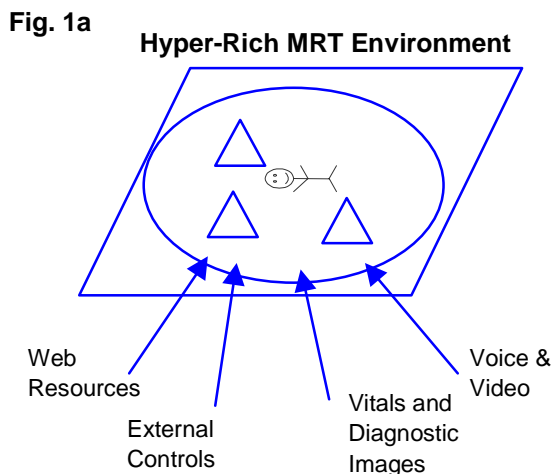 Fig. 1a
Hyper-Rich MRT Environment
Web
Resources
External
Controls
Vitals and
Diagnostic
Images
Voice &
Video